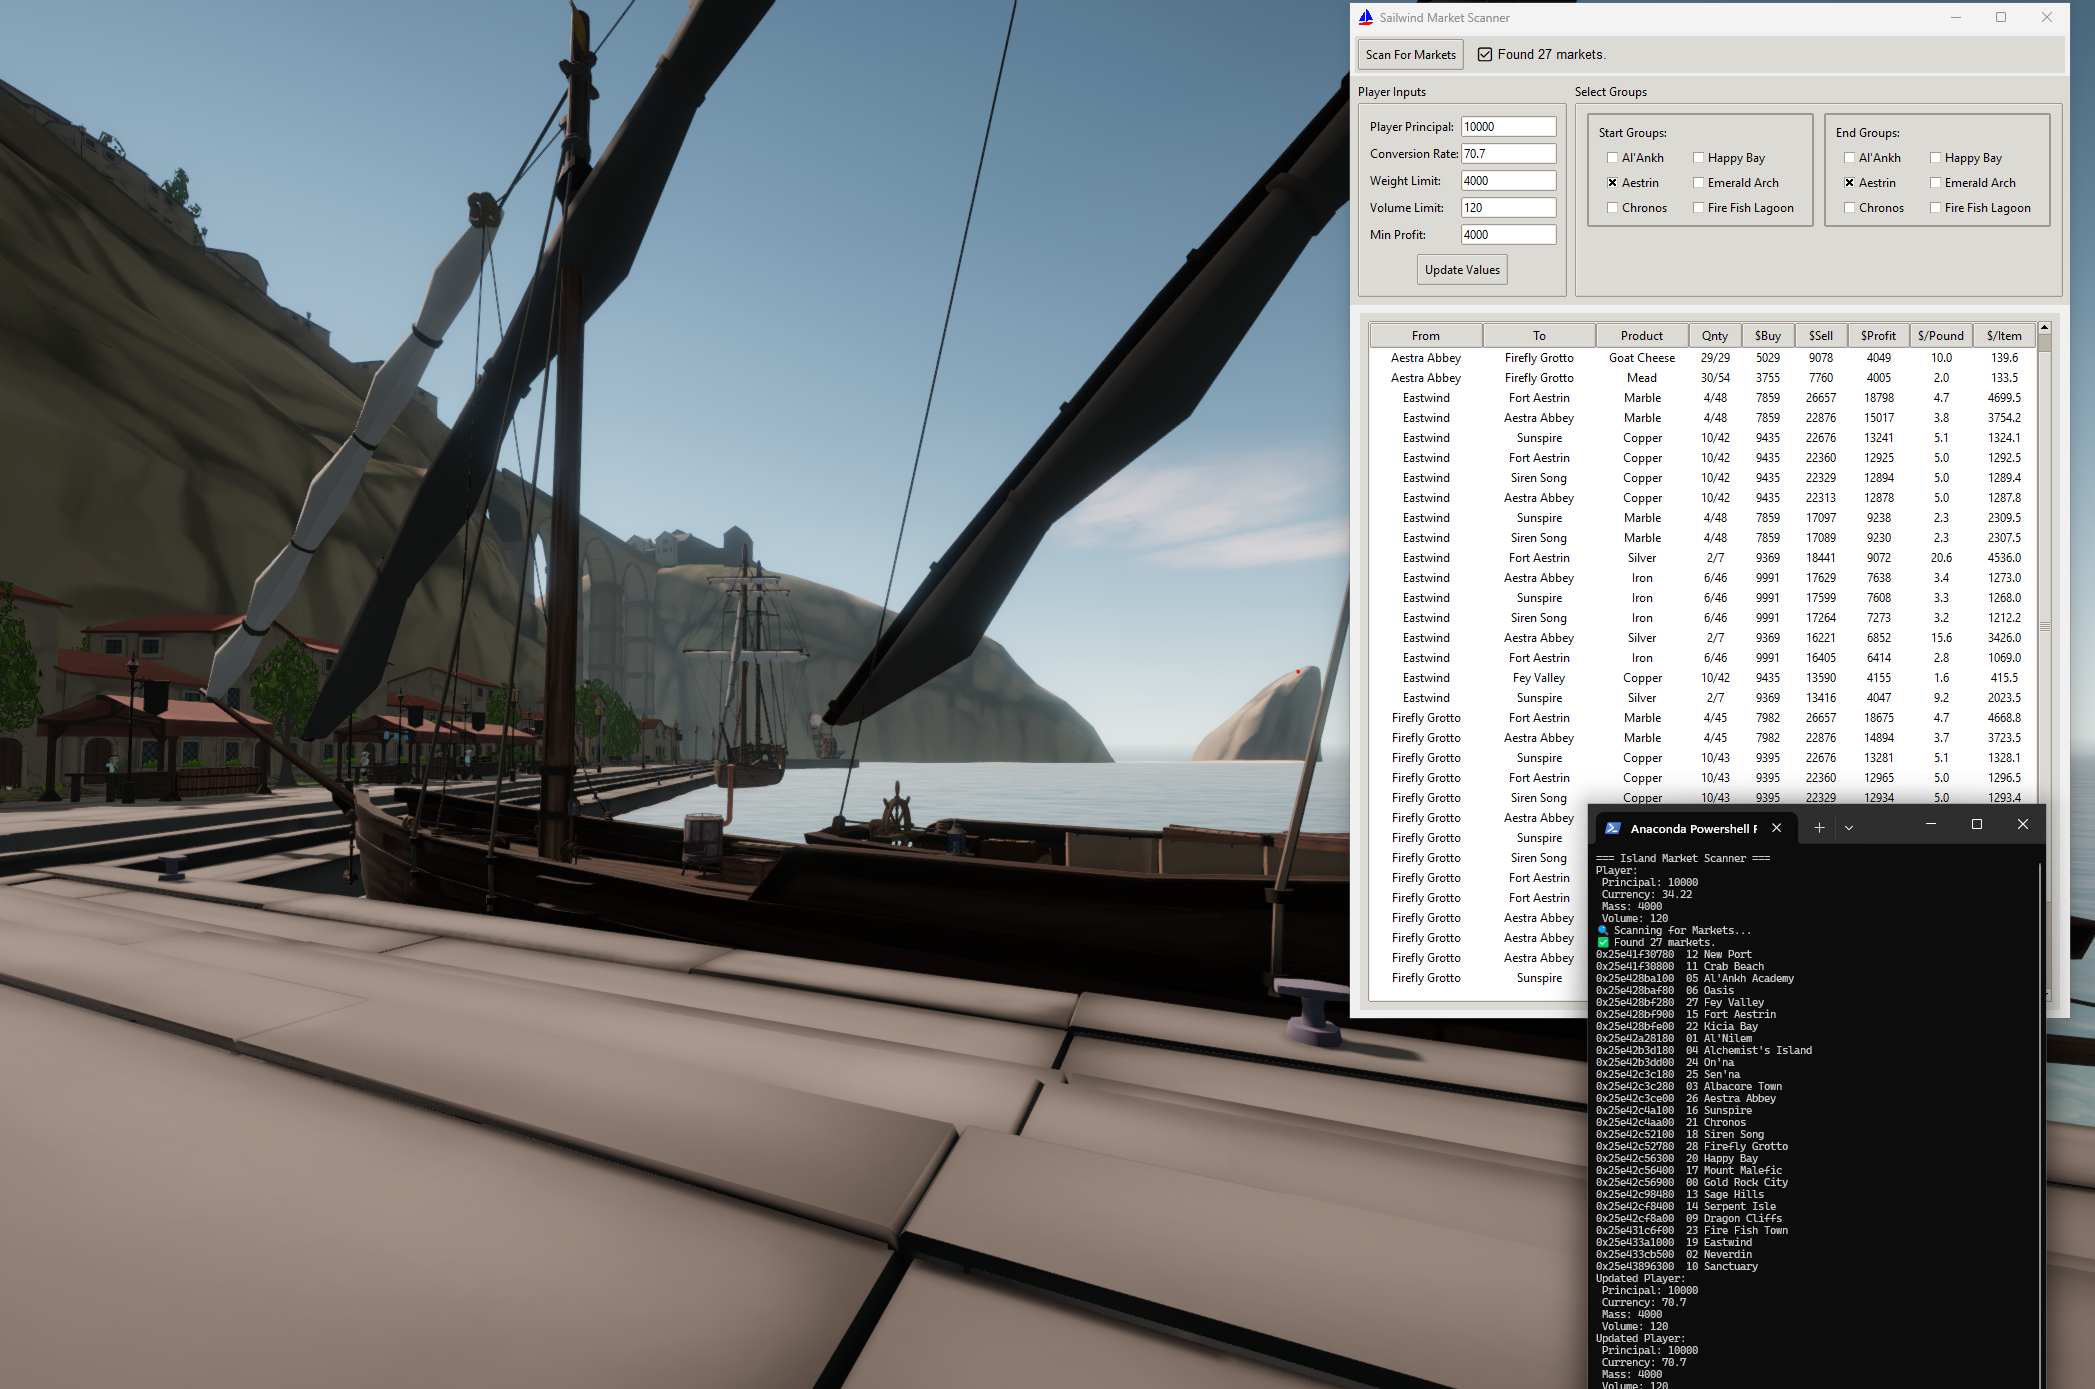 Sailwind Market Scanner
Scan For Markets Found 27 markets.
Player Inputs
Player Principal: 10000
Conversion Rate: 70.7
Weight Limit: 4000
Volume Limit: 120
Min Profit: 4000
Update Values
Select Groups
Start Groups:
Al'Ankh Happy Bay
Aestrin Emerald Arch
Chronos Fire Fish Lagoon
End Groups:
Al'Ankh Happy Bay
Aestrin Emerald Arch
Chronos Fire Fish Lagoon
From To Product Qnty $Buy $Sell $Profit $/Pound $/Item
Aestra Abbey Firefly Grotto Goat Cheese 29/29 5029 9078 4049 10.0 139.6
Aestra Abbey Firefly Grotto Mead 30/54 3755 7760 4005 2.0 133.5
Eastwind Fort Aestrin Marble 4/48 7859 26657 18798 4.7 4699.5
Eastwind Aestra Abbey Marble 4/48 7859 22876 15017 3.8 3754.2
Eastwind Sunspire Copper 10/42 9435 22676 13241 5.1 1324.1
Eastwind Fort Aestrin Copper 10/42 9435 22360 12925 5.0 1292.5
Eastwind Siren Song Copper 10/42 9435 22329 12894 5.0 1289.4
Eastwind Aestra Abbey Copper 10/42 9435 22313 12878 5.0 1287.8
Eastwind Sunspire Marble 4/48 7859 17097 9238 2.3 2309.5
Eastwind Siren Song Marble 4/48 7859 17089 9230 2.3 2307.5
Eastwind Fort Aestrin Silver 2/7 9369 18441 9072 20.6 4536.0
Eastwind Aestra Abbey Iron 6/46 9991 17629 7638 3.4 1273.0
Eastwind Sunspire Iron 6/46 9991 17599 7608 3.3 1268.0
Eastwind Siren Song Iron 6/46 9991 17264 7273 3.2 1212.2
Eastwind Aestra Abbey Silver 2/7 9369 16221 6852 15.6 3426.0
Eastwind Fort Aestrin Iron 6/46 9991 16405 6414 2.8 1069.0
Eastwind Fey Valley Copper 10/42 9435 13590 4155 1.6 415.5
Eastwind Sunspire Silver 2/7 9369 13416 4047 9.2 2023.5
Firefly Grotto Fort Aestrin Marble 4/45 7982 26657 18675 4.7 4668.8
Firefly Grotto Aestra Abbey Marble 4/45 7982 22876 14894 3.7 3723.5
Firefly Grotto Sunspire Copper 10/43 9395 22676 13281 5.1 1328.1
Firefly Grotto Fort Aestrin Copper 10/43 9395 22360 12965 5.0 1296.5
Firefly Grotto Siren Song Copper 10/43 9395 22329 12934 5.0 1293.4
Firefly Grotto Aestra Abbey
Firefly Grotto Sunspire
Firefly Grotto Siren Song
Firefly Grotto Fort Aestrin
Firefly Grotto Fort Aestrin
Firefly Grotto Aestra Abbey
Firefly Grotto Aestra Abbey
Firefly Grotto Aestra Abbey
Firefly Grotto Sunspire
Anaconda Powershell
=== Island Market Scanner ===
Player:
Principal: 10000
Currency: 34.22
Mass: 4000
Volume: 120
Scanning for Markets...
Found 27 markets.
0x25e41f30780 12 New Port
0x25e41f30800 11 Crab Beach
0x25e428ba100 05 Al'Ankh Academy
0x25e428baf80 06 Oasis
0x25e428bf280 27 Fey Valley
0x25e428bf900 15 Fort Aestrin
0x25e428bfe00 22 Kicia Bay
0x25e42a28180 01 Al'Nilem
0x25e42b3d180 04 Alchemist's Island
0x25e42b3dd00 24 On'na
0x25e42c3c180 25 Sen'na
0x25e42c3c280 03 Albacore Town
0x25e42c3ce00 26 Aestra Abbey
0x25e42c4a100 16 Sunspire
0x25e42c4aa00 21 Chronos
0x25e42c52100 18 Siren Song
0x25e42c52780 28 Firefly Grotto
0x25e42c56300 20 Happy Bay
0x25e42c56400 17 Mount Malefic
0x25e42c56900 00 Gold Rock City
0x25e42c98480 13 Sage Hills
0x25e42cf8400 14 Serpent Isle
0x25e42cf8a00 09 Dragon Cliffs
0x25e431c6f00 23 Fire Fish Town
0x25e433a1000 19 Eastwind
0x25e433cb500 02 Neverdin
0x25e43896300 10 Sanctuary
Updated Player:
Principal: 10000
Currency: 70.7
Mass: 4000
Volume: 120
Updated Player:
Principal: 10000
Currency: 70.7
Mass: 4000
Volume: 120